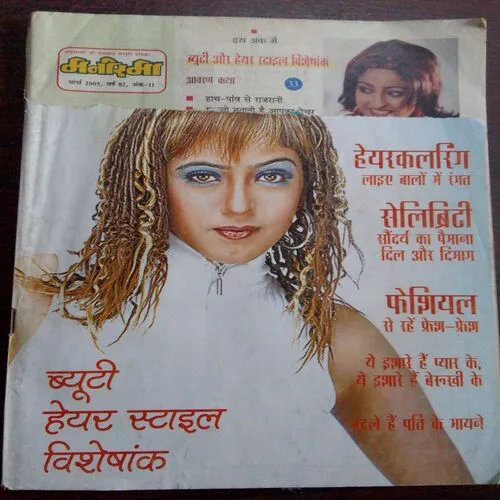 इस अंक में
ब्यूटी और हेयर स्टाइल विशेषांक
आवरण कथा 33
हाथ-पांव से राजरानी
मनोरमा
मार्च 2005, वर्ष 82, अंक-11
हेयरकलरिंग
लाइए बालों में रंगत
सेलिब्रिटी
सौंदर्य का पैमाना
दिल और दिमाग
फेशियल
से रहें फ्रेश-फ्रेश
ये इशारे हैं प्यार के,
ये इशारे हैं बेरूखी के
हैं पति के मायने
ब्यूटी
हेयर स्टाइल
विशेषांक